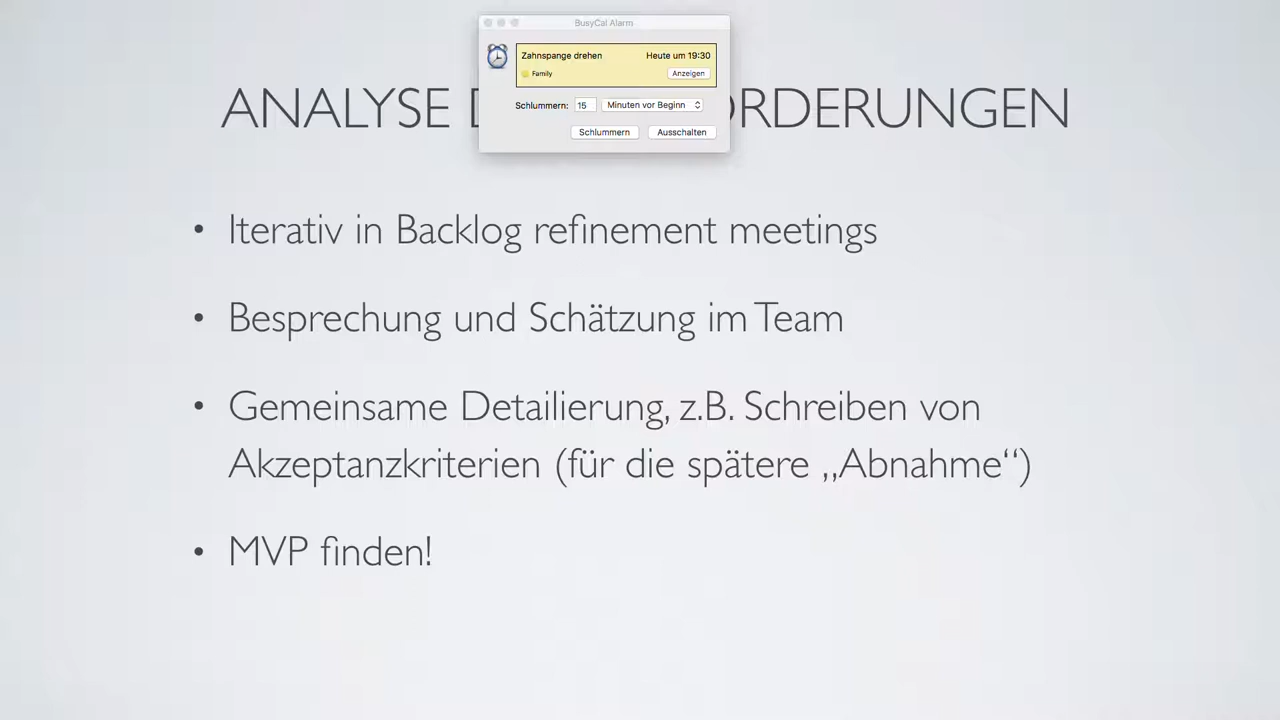 BusyCal Alarm
Zahnspange drehen Heute um 19:30
Family Anzeigen
Schlummern: 15 Minuten vor Beginn
Schlummern Ausschalten
ANALYSE D ORDERUNGEN
• Iterativ in Backlog refinement meetings
• Besprechung und Schätzung im Team
• Gemeinsame Detailierung, z.B. Schreiben von
Akzeptanzkriterien (für die spätere „Abnahme“)
• MVP finden!